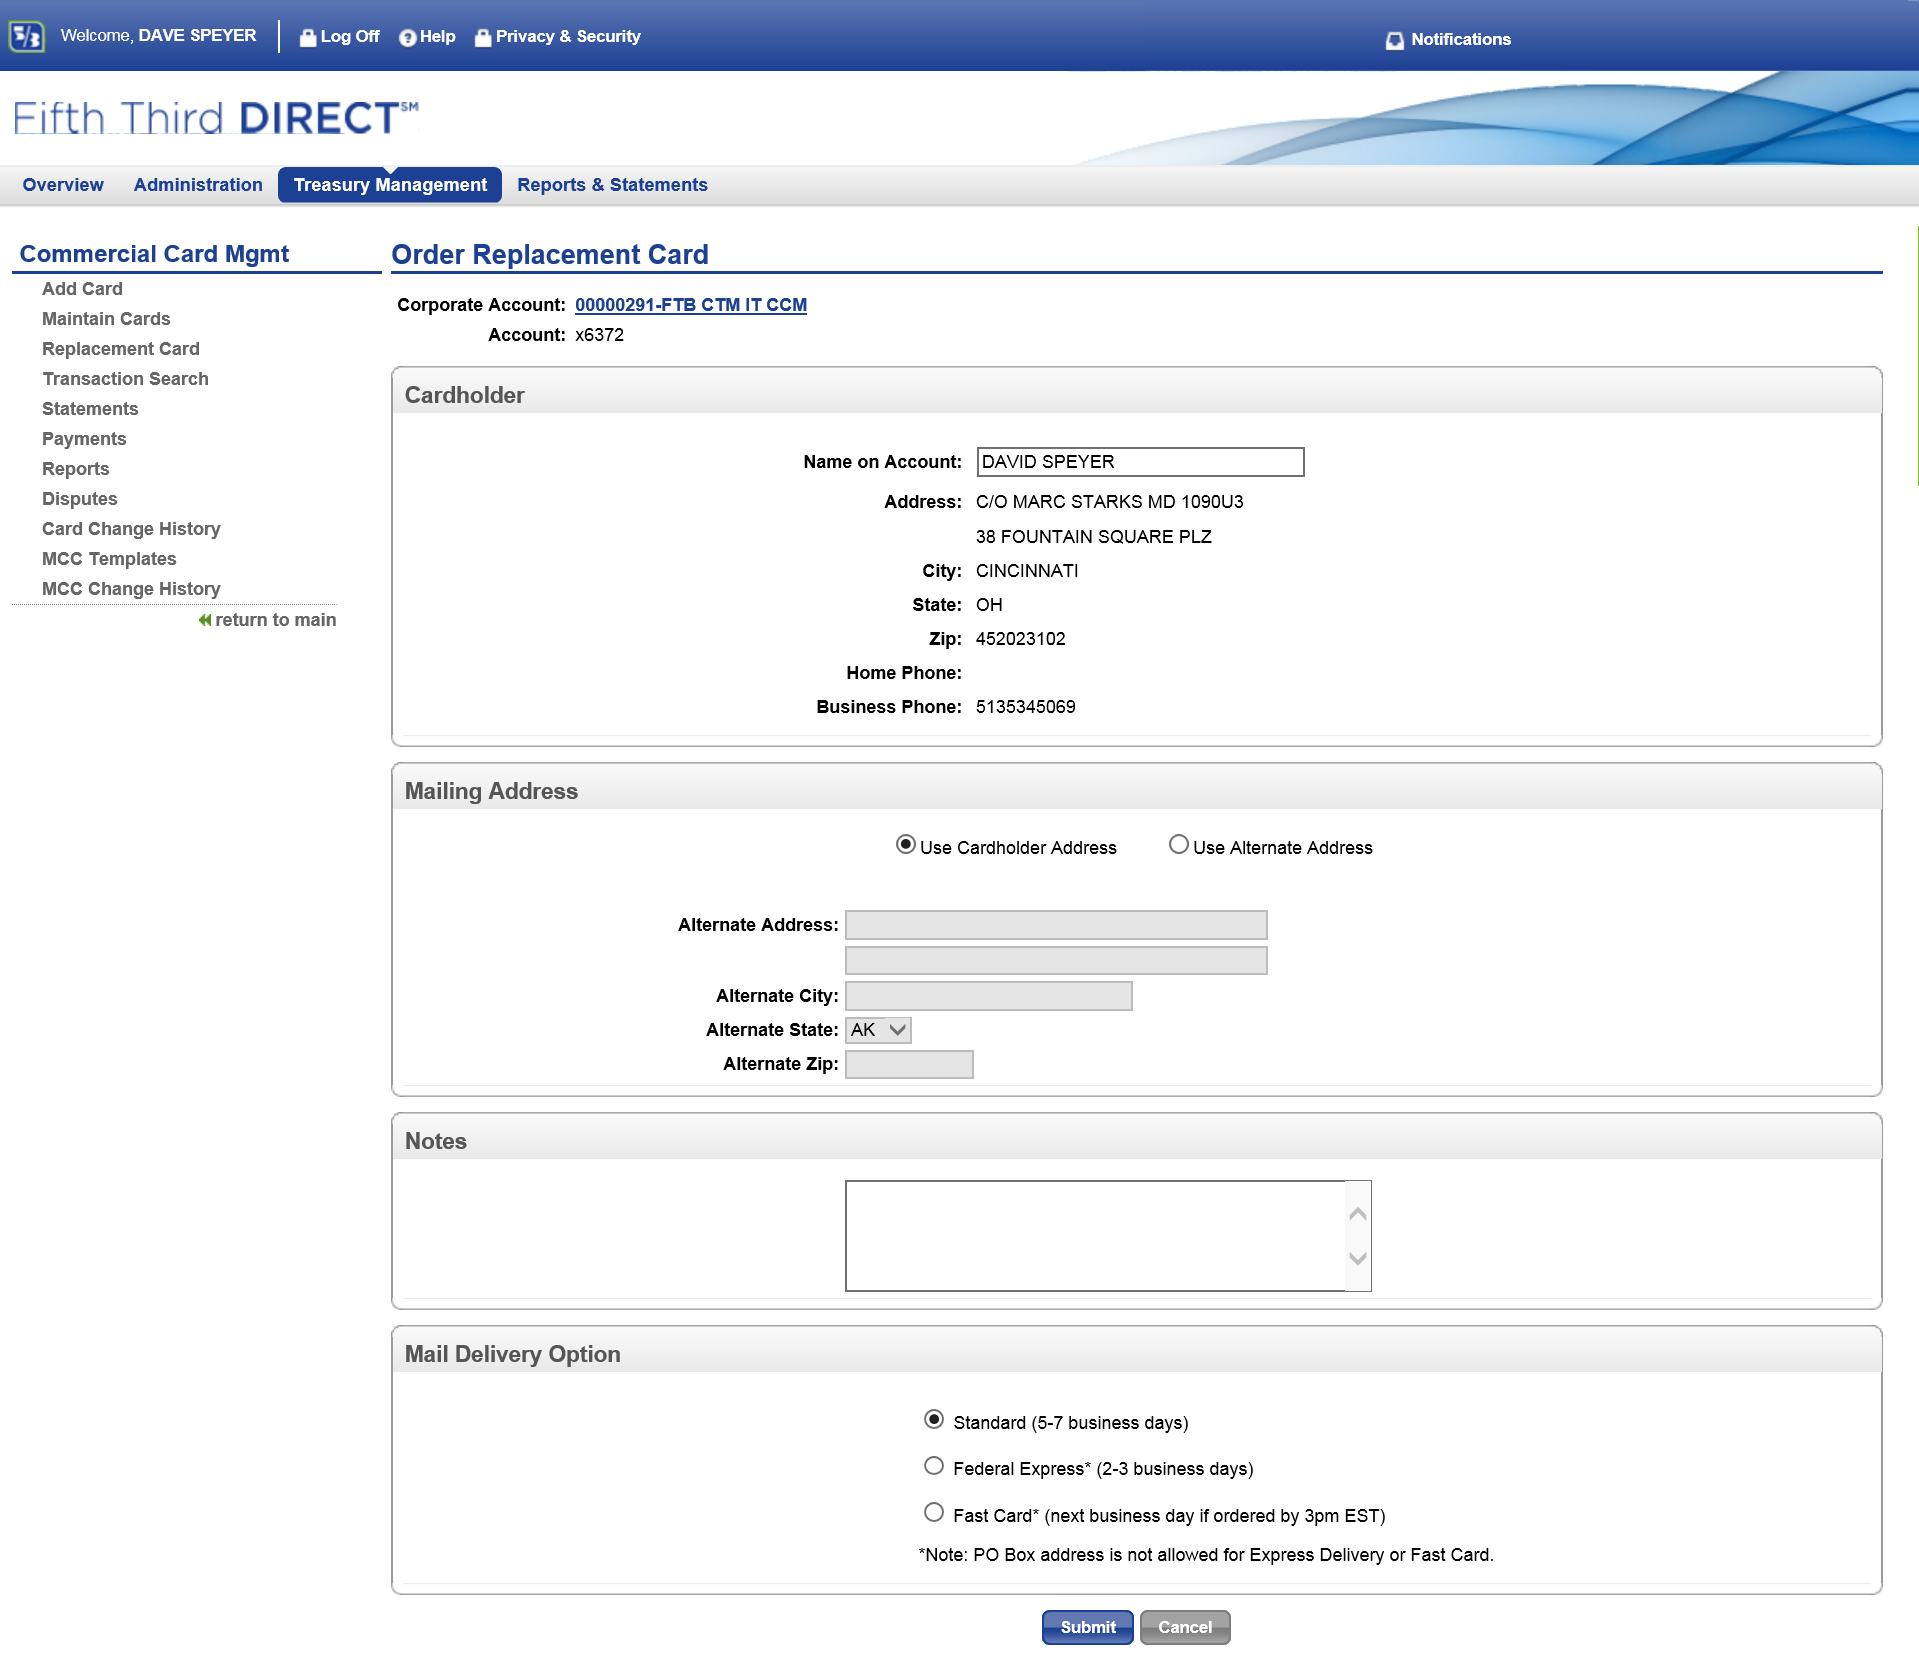 5/3 Welcome, DAVE SPEYER Log Off Help Privacy & Security Notifications
Fifth Third DIRECT℠
Overview Administration Treasury Management Reports & Statements
Commercial Card Mgmt
Add Card
Maintain Cards
Replacement Card
Transaction Search
Statements
Payments
Reports
Disputes
Card Change History
MCC Templates
MCC Change History
return to main
Order Replacement Card
Corporate Account: 00000291-FTB CTM IT CCM
Account: x6372
Cardholder
Name on Account: DAVID SPEYER
Address: C/O MARC STARKS MD 1090U3
38 FOUNTAIN SQUARE PLZ
City: CINCINNATI
State: OH
Zip: 452023102
Home Phone:
Business Phone: 5135345069
Mailing Address
Use Cardholder Address Use Alternate Address
Alternate Address:
Alternate City:
Alternate State: AK
Alternate Zip:
Notes
Mail Delivery Option
Standard (5-7 business days)
Federal Express* (2-3 business days)
Fast Card* (next business day if ordered by 3pm EST)
*Note: PO Box address is not allowed for Express Delivery or Fast Card.
Submit Cancel